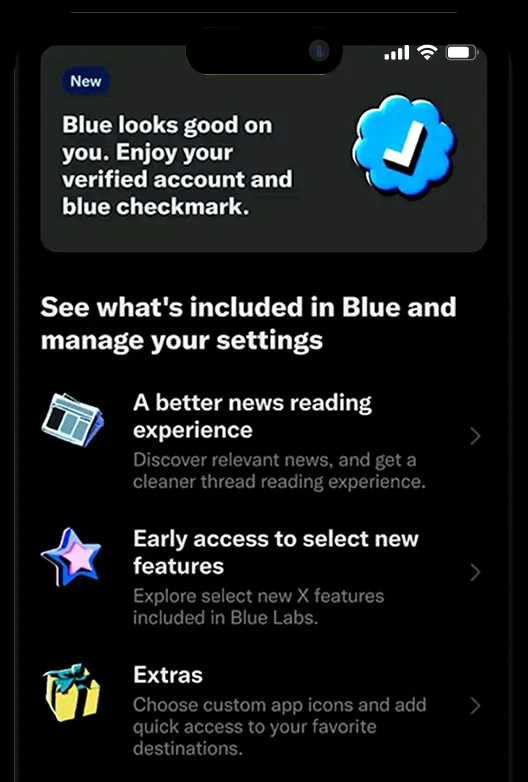 New
Blue looks good on
you. Enjoy your
verified account and
blue checkmark.
See what's included in Blue and
manage your settings
A better news reading
experience
Discover relevant news, and get a
cleaner thread reading experience.
Early access to select new
features
Explore select new X features
included in Blue Labs.
Extras
Choose custom app icons and add
quick access to your favorite
destinations.